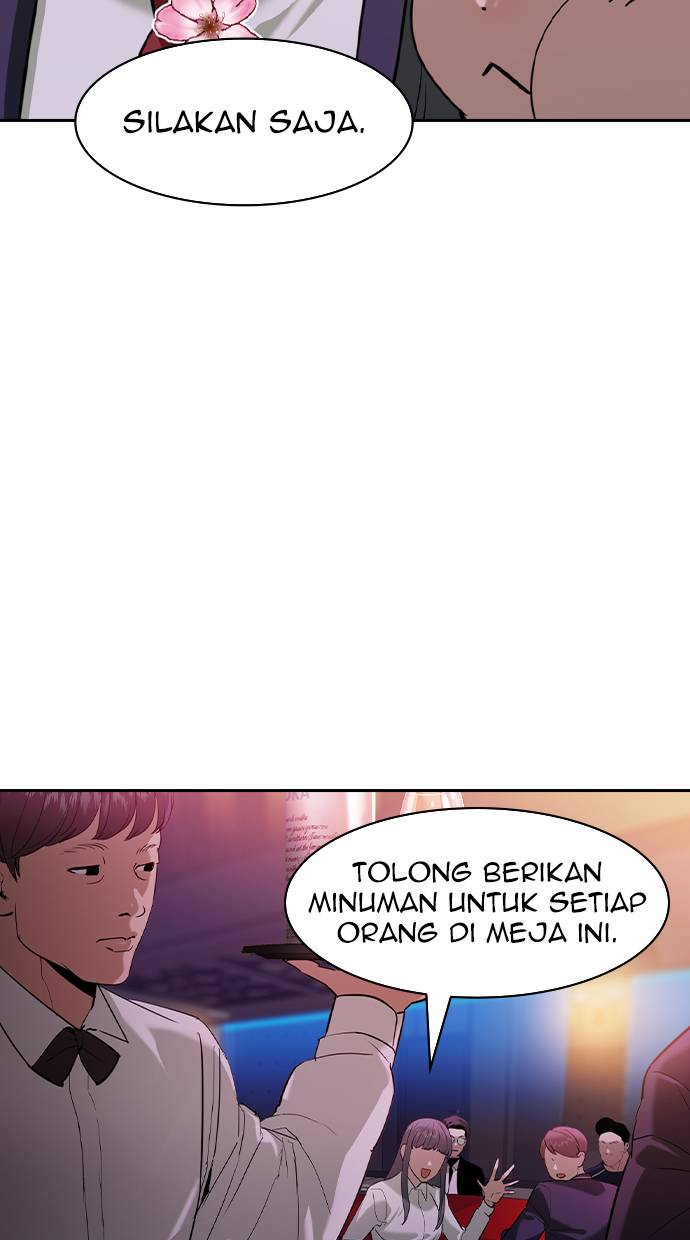 SILAKAN SAJA.
TOLONG BERIKAN
MINUMAN UNTUK SETIAP
ORANG DI MEJA INI.